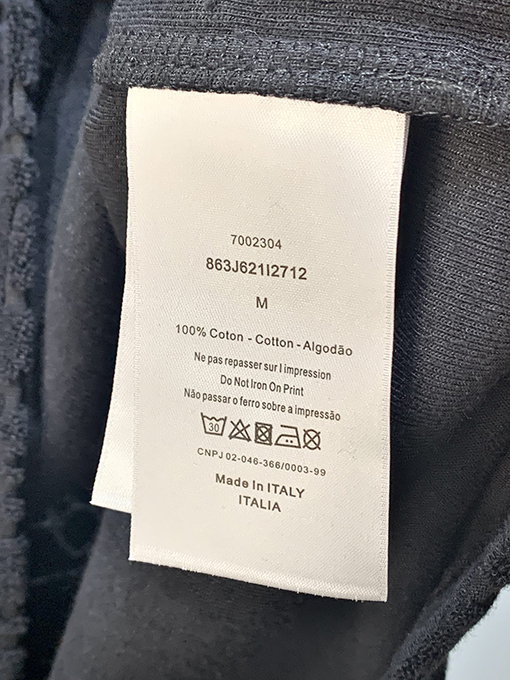 7002304
863J621I2712
M
100% Coton - Cotton - Algodão
Ne pas repasser sur l impression
Do Not Iron On Print
Não passar o ferro sobre a impressão
30
CNPJ 02-046-366/0003-99
Made In ITALY
ITALIA